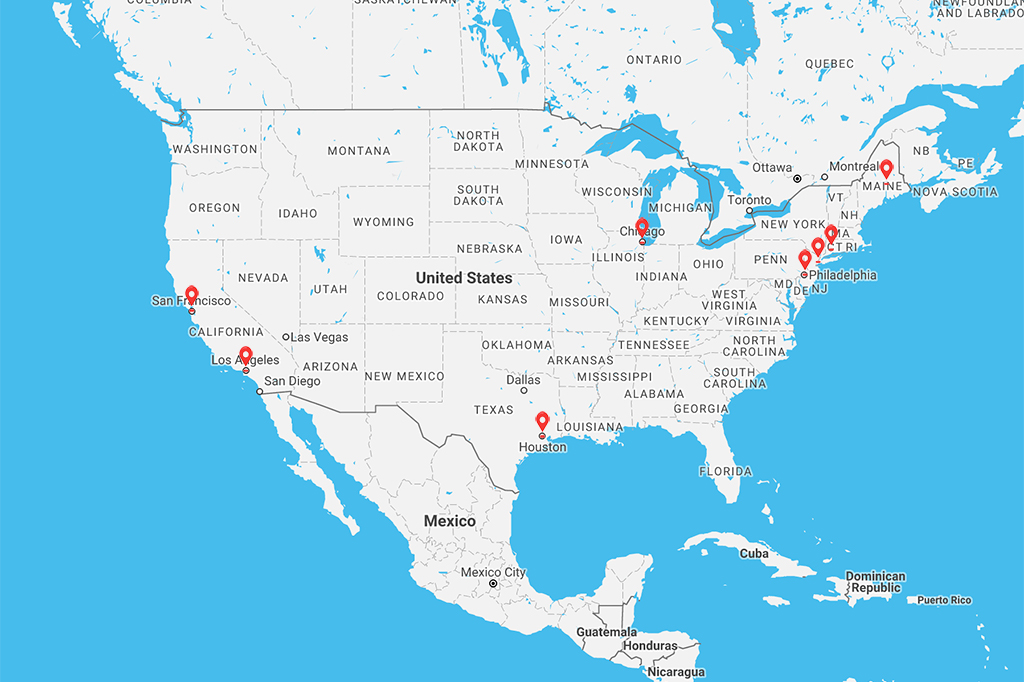 COLUMBIA
SASKATCHEWAN
NEWFOUNDLAN
AND LABRADO
ONTARIO
QUEBEC
WASHINGTON
MONTANA
NORTH
DAKOTA
MINNESOTA
Ottawa
Montreal
NB
PE
MAINE
NOVA SCOTIA
OREGON
IDAHO
WYOMING
SOUTH
DAKOTA
WISCONSIN
MICHIGAN
Toronto
VT
NH
NEW YORK
MA
CT RI
NEBRASKA
IOWA
Chicago
ILLINOIS
INDIANA
OHIO
PENN
Philadelphia
MD
DE
NJ
NEVADA
UTAH
COLORADO
United States
KANSAS
MISSOURI
WEST
VIRGINIA
KENTUCKY
VIRGINIA
San Francisco
CALIFORNIA
Las Vegas
Los Angeles
San Diego
ARIZONA
NEW MEXICO
OKLAHOMA
ARKANSAS
TENNESSEE
NORTH
CAROLINA
Dallas
MISSISSIPPI
ALABAMA
SOUTH
CAROLINA
GEORGIA
TEXAS
LOUISIANA
Houston
FLORIDA
Mexico
Mexico City
Cuba
Dominican
Republic
Puerto Rico
Guatemala
Honduras
Nicaragua